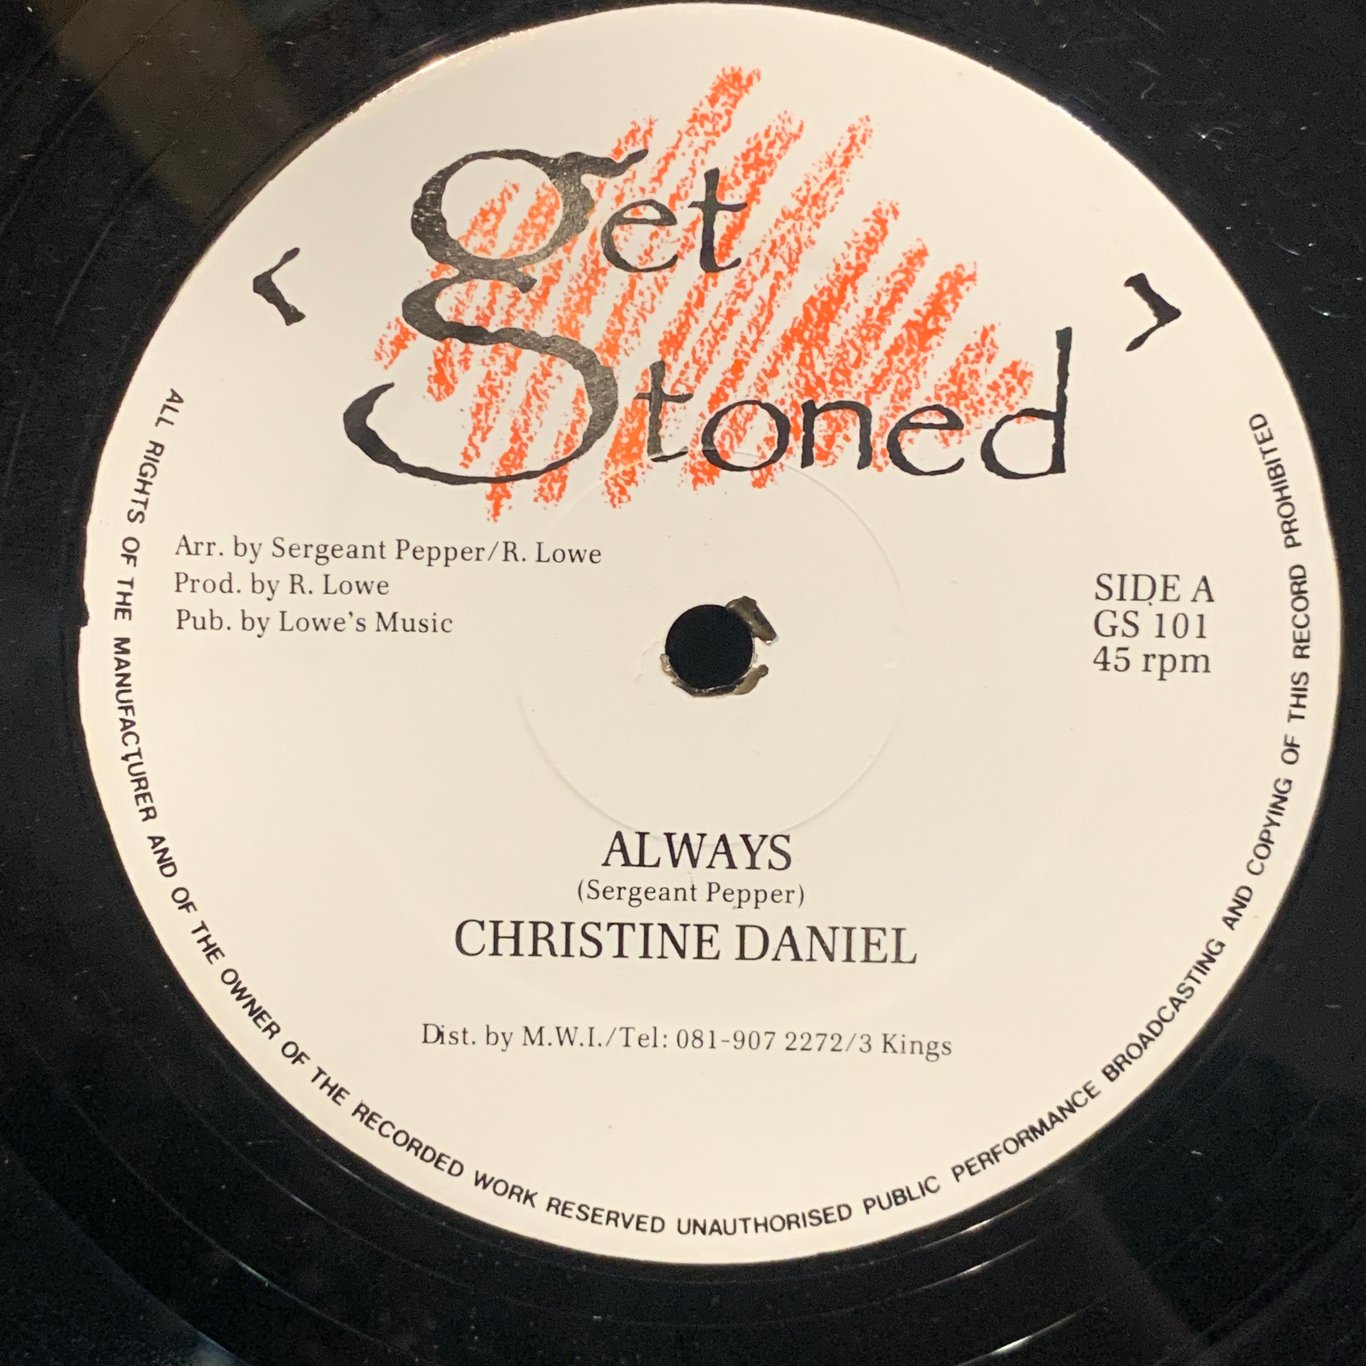 get
Stoned
Arr. by Sergeant Pepper/R. Lowe
Prod. by R. Lowe
Pub. by Lowe's Music
SIDE A
GS 101
45 rpm
ALWAYS
(Sergeant Pepper)
CHRISTINE DANIEL
Dist. by M.W.I./Tel: 081-907 2272/3 Kings
ALL RIGHTS OF THE MANUFACTURER AND OF THE OWNER OF THE RECORDED WORK RESERVED UNAUTHORISED PUBLIC PERFORMANCE BROADCASTING AND COPYING OF THIS RECORD PROHIBITED